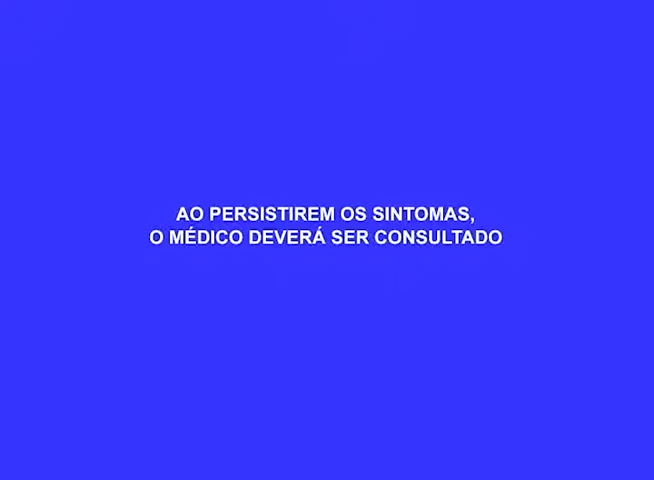 AO PERSISTIREM OS SINTOMAS,
O MÉDICO DEVERÁ SER CONSULTADO